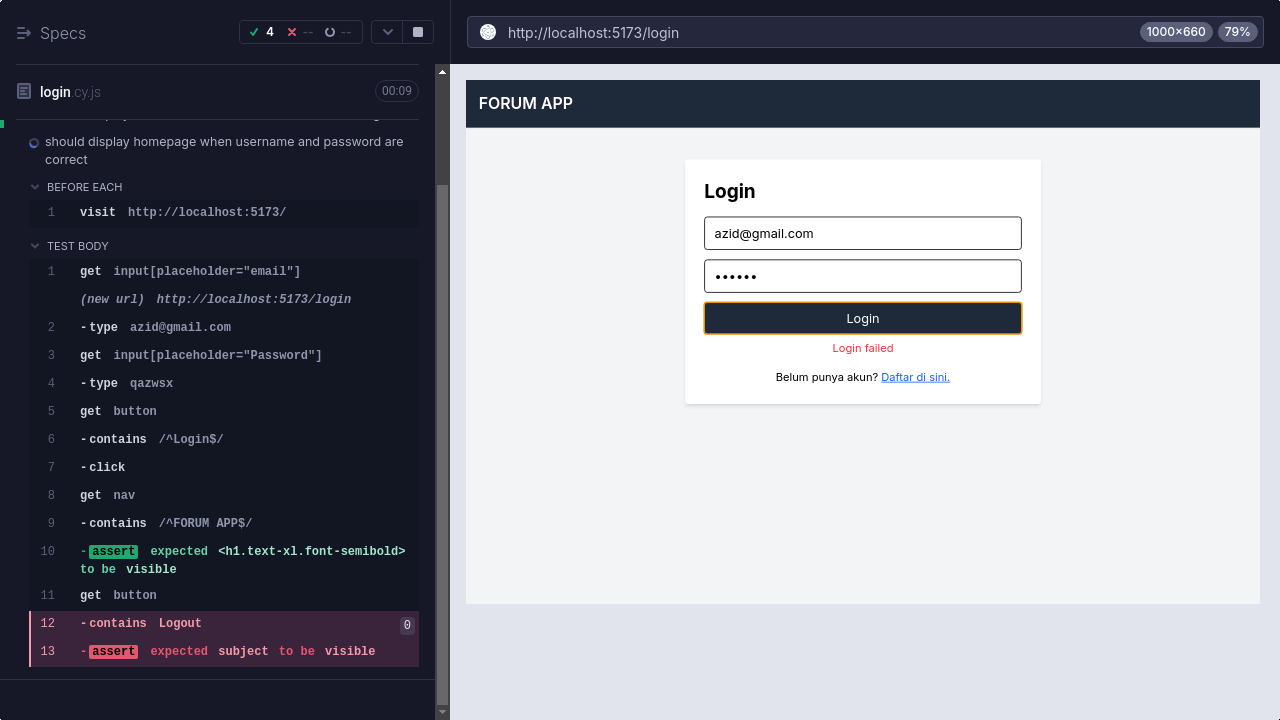 Specs
4
--
--
http://localhost:5173/login
1000×660
79%
login.cy.js
00:09
should display homepage when username and password are
correct
BEFORE EACH
1 visit http://localhost:5173/
TEST BODY
1 get input[placeholder="email"]
(new url) http://localhost:5173/login
2 -type azid@gmail.com
3 get input[placeholder="Password"]
4 -type qazwsx
5 get button
6 -contains /^Login$/
7 -click
8 get nav
9 -contains /^FORUM APP$/
10 -assert expected <h1.text-xl.font-semibold>
to be visible
11 get button
12 -contains Logout 0
13 -assert expected subject to be visible
FORUM APP
Login
azid@gmail.com
••••••
Login
Login failed
Belum punya akun? Daftar di sini.